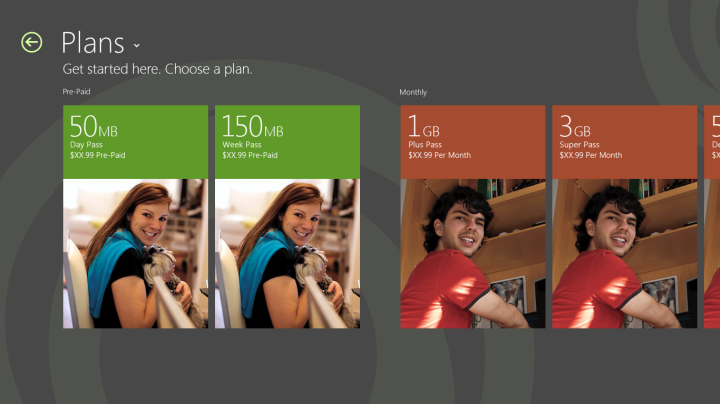 Plans
Get started here. Choose a plan.
Pre-Paid
50MB
Day Pass
$XX.99 Pre-Paid
150MB
Week Pass
$XX.99 Pre-Paid
Monthly
1GB
Plus Pass
$XX.99 Per Month
3GB
Super Pass
$XX.99 Per Month